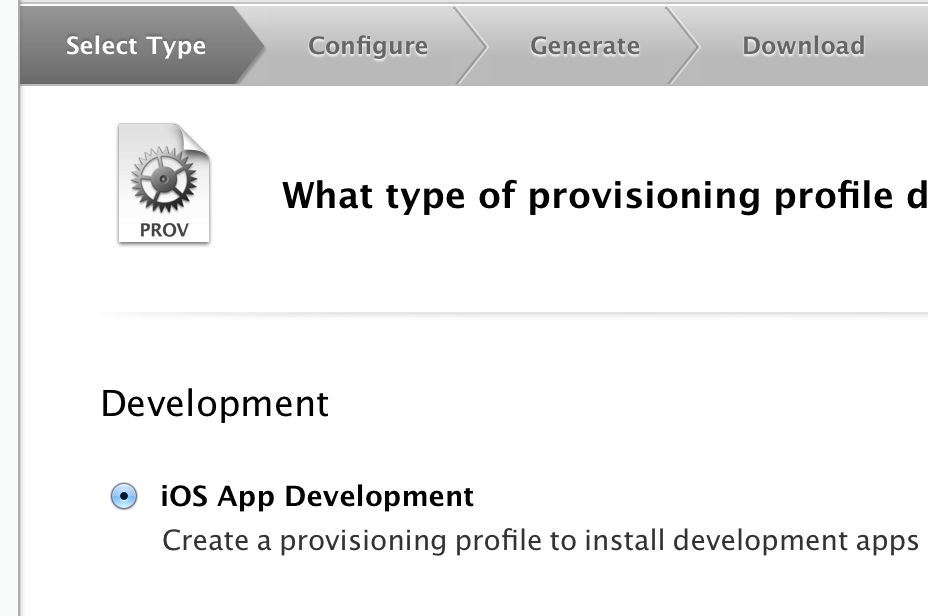 Select Type
Configure
Generate
Download
PROV
What type of provisioning profile d
Development
iOS App Development
Create a provisioning profile to install development apps